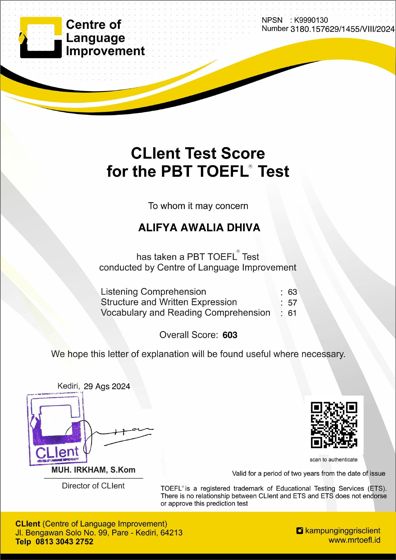 Centre of
Language
Improvement
NPSN : K9990130
Number 3180.157629/1455/VIII/2024
CLIent Test Score
for the PBT TOEFL® Test
To whom it may concern
ALIFYA AWALIA DHIVA
has taken a PBT TOEFL® Test
conducted by Centre of Language Improvement
Listening Comprehension : 63
Structure and Written Expression : 57
Vocabulary and Reading Comprehension : 61
Overall Score: 603
We hope this letter of explanation will be found useful where necessary.
Kediri, 29 Ags 2024
CLIent
MUH. IRKHAM, S.Kom
Director of CLIent
scan to authenticate
Valid for a period of two years from the date of issue
TOEFL® is a registered trademark of Educational Testing Services (ETS).
There is no relationship between CLIent and ETS and ETS does not endorse
or approve this prediction test
CLIent (Centre of Language Improvement)
Jl. Bengawan Solo No. 99, Pare - Kediri, 64213
Telp 0813 3043 2752
kampunginggrisclient
www.mrtoefl.id